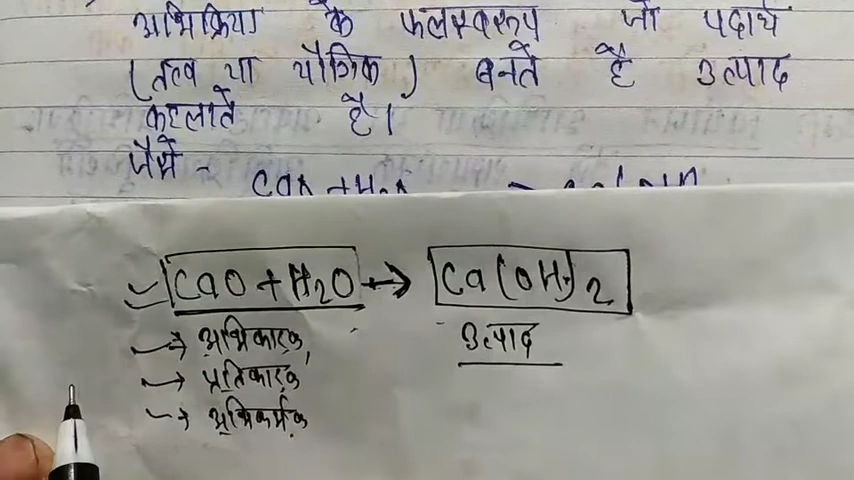 अभिक्रिया के फलस्वरूप जो पदार्थ
(तत्व या यौगिक) बनते है उत्पाद
कहलाते है।
जैसे -
CaO + H2O → Ca(OH)2
→ अभिकारक,
उत्पाद
→ प्रतिकारक
→ अभिकर्मक